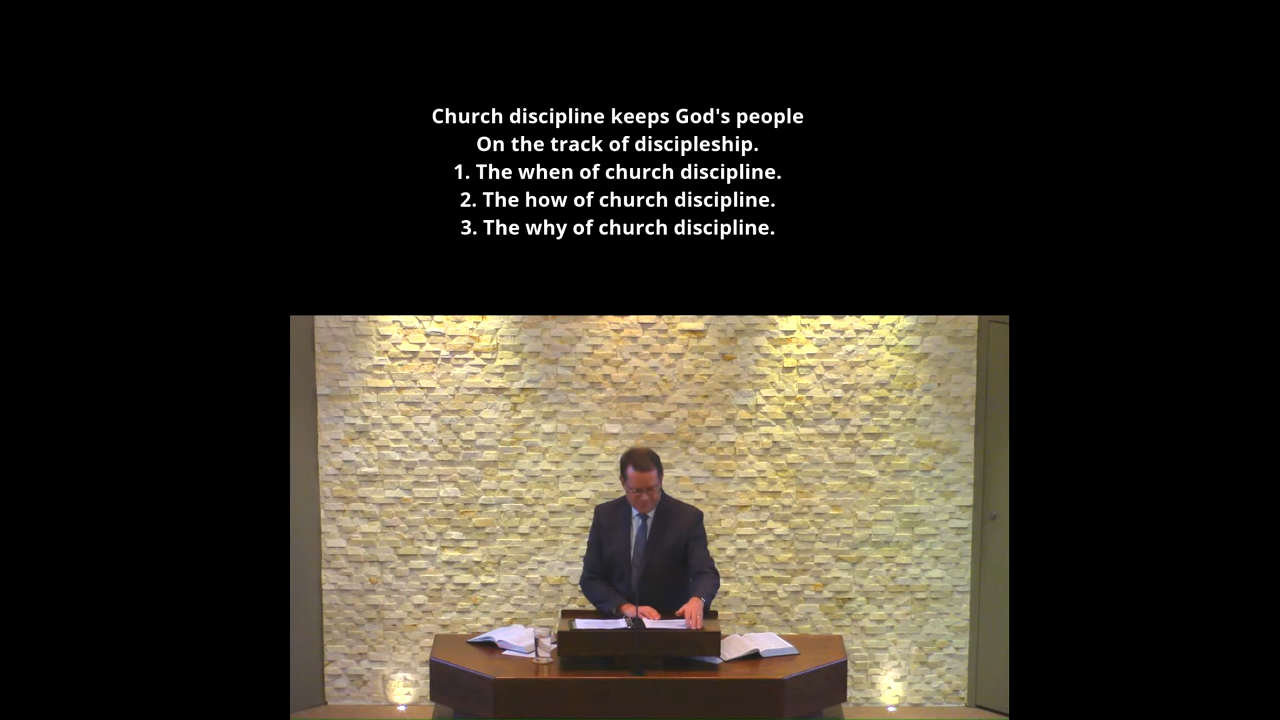 Church discipline keeps God's people
On the track of discipleship.
1. The when of church discipline.
2. The how of church discipline.
3. The why of church discipline.